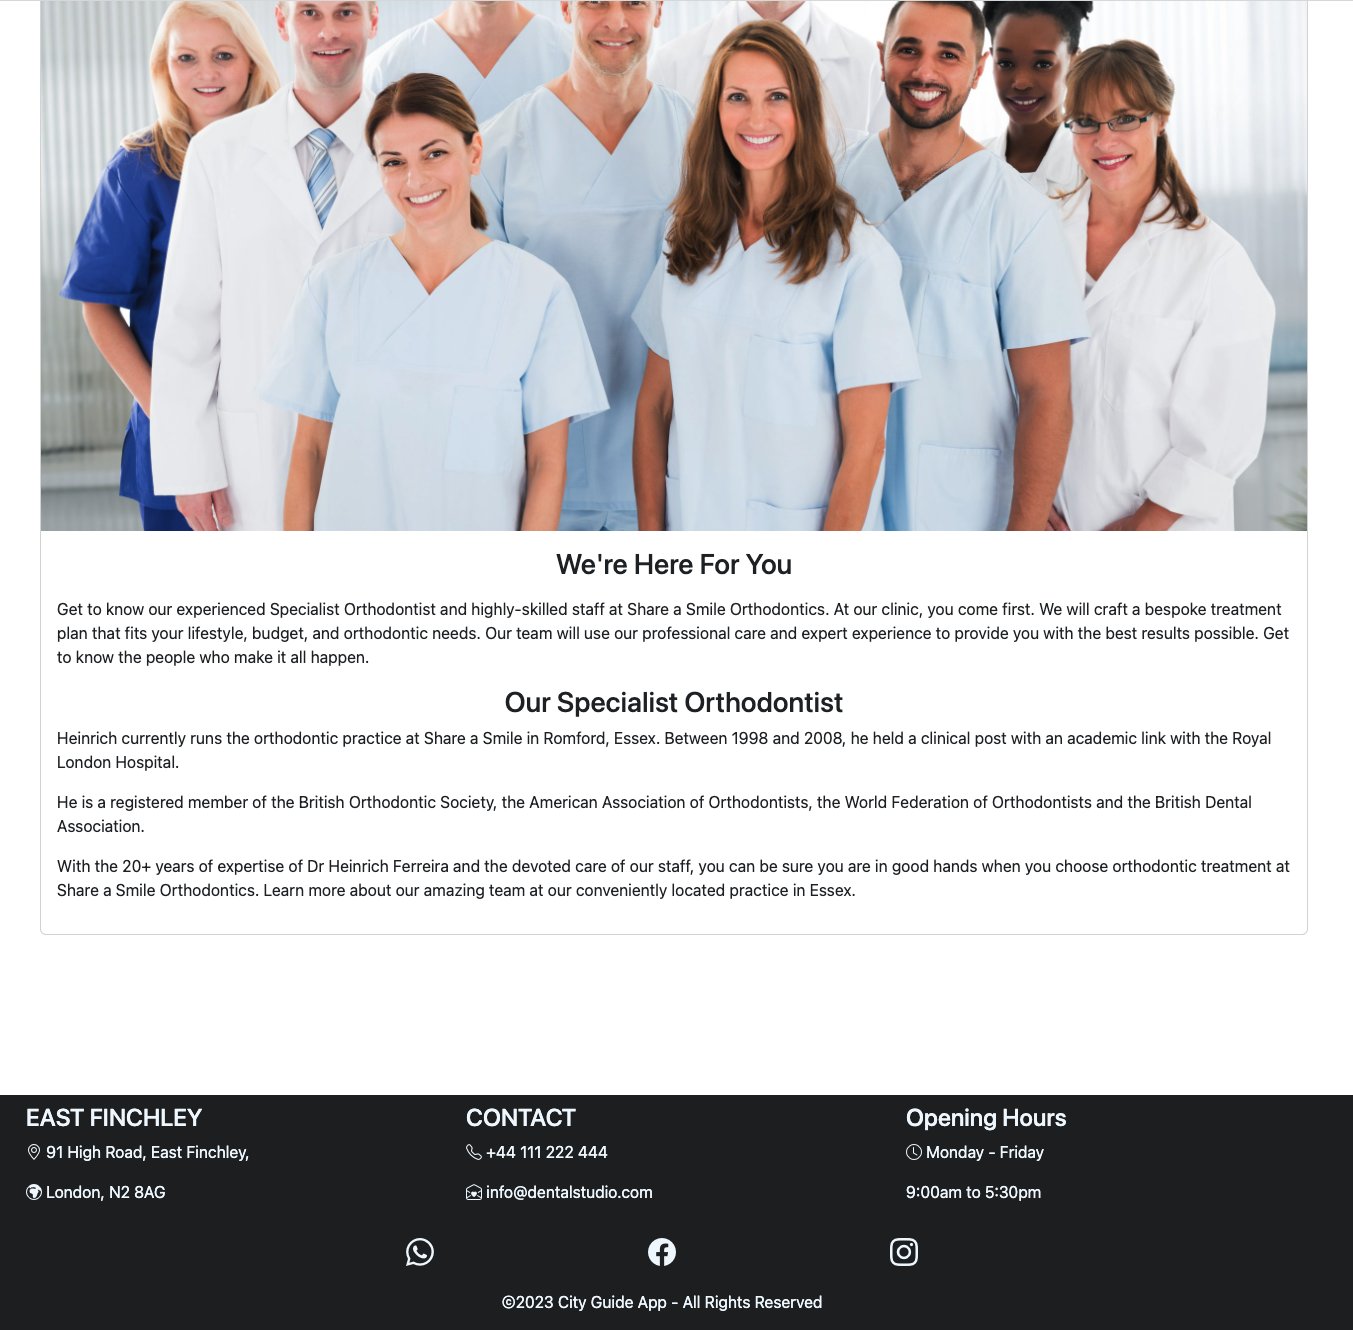 We're Here For You
Get to know our experienced Specialist Orthodontist and highly-skilled staff at Share a Smile Orthodontics. At our clinic, you come first. We will craft a bespoke treatment
plan that fits your lifestyle, budget, and orthodontic needs. Our team will use our professional care and expert experience to provide you with the best results possible. Get
to know the people who make it all happen.
Our Specialist Orthodontist
Heinrich currently runs the orthodontic practice at Share a Smile in Romford, Essex. Between 1998 and 2008, he held a clinical post with an academic link with the Royal
London Hospital.
He is a registered member of the British Orthodontic Society, the American Association of Orthodontists, the World Federation of Orthodontists and the British Dental
Association.
With the 20+ years of expertise of Dr Heinrich Ferreira and the devoted care of our staff, you can be sure you are in good hands when you choose orthodontic treatment at
Share a Smile Orthodontics. Learn more about our amazing team at our conveniently located practice in Essex.
EAST FINCHLEY
91 High Road, East Finchley,
London, N2 8AG
CONTACT
+44 111 222 444
info@dentalstudio.com
Opening Hours
Monday - Friday
9:00am to 5:30pm
©2023 City Guide App - All Rights Reserved